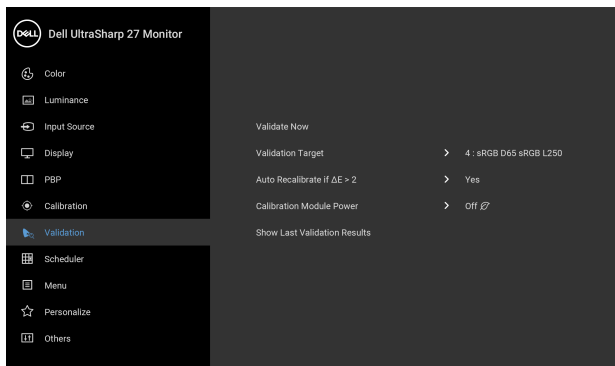 DELL Dell UltraSharp 27 Monitor
Color
Luminance
Input Source
Validate Now
Display
Validation Target 4 : sRGB D65 sRGB L250
PBP
Auto Recalibrate if ΔE > 2 Yes
Calibration
Calibration Module Power Off
Validation
Show Last Validation Results
Scheduler
Menu
Personalize
Others